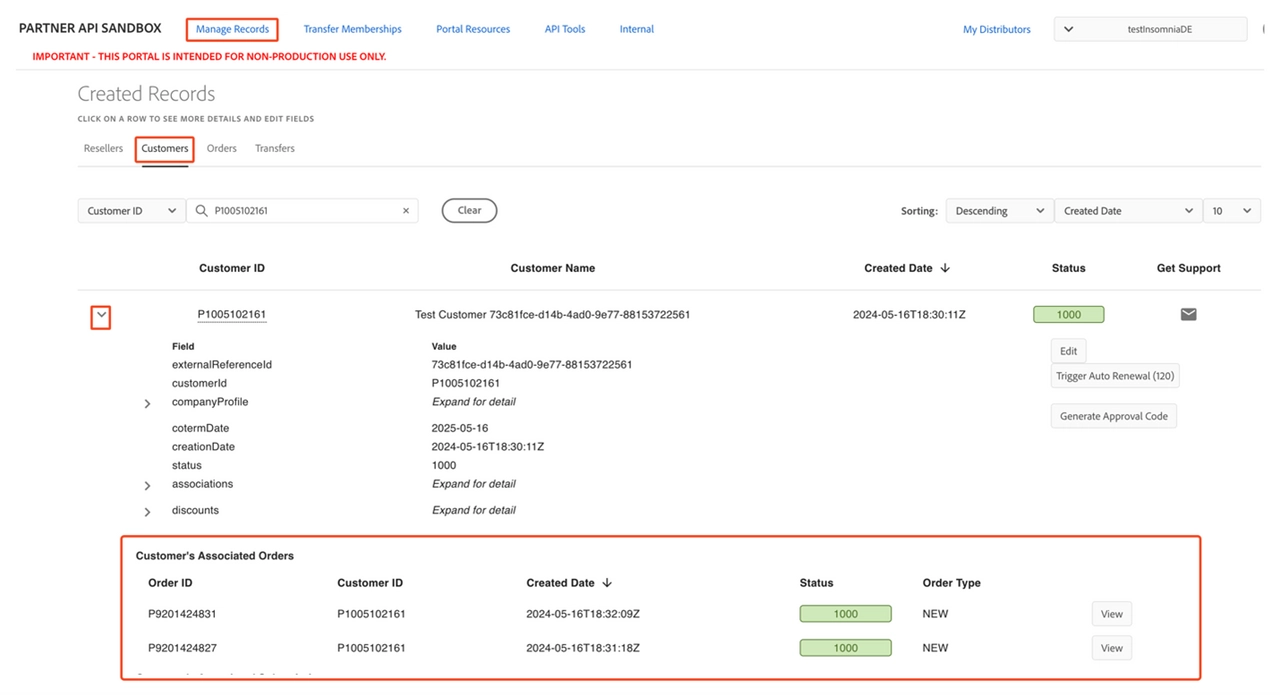 PARTNER API SANDBOX Manage Records Transfer Memberships Portal Resources API Tools Internal My Distributors testInsomniaDE
IMPORTANT - THIS PORTAL IS INTENDED FOR NON-PRODUCTION USE ONLY.
Created Records
CLICK ON A ROW TO SEE MORE DETAILS AND EDIT FIELDS
Resellers Customers Orders Transfers
Customer ID P1005102161 × Clear Sorting: Descending Created Date 10
Customer ID Customer Name Created Date ↓ Status Get Support
P1005102161 Test Customer 73c81fce-d14b-4ad0-9e77-88153722561 2024-05-16T18:30:11Z 1000
Field Value Edit
externalReferenceId 73c81fce-d14b-4ad0-9e77-88153722561
customerId P1005102161 Trigger Auto Renewal (120)
companyProfile Expand for detail
Generate Approval Code
cotermDate 2025-05-16
creationDate 2024-05-16T18:30:11Z
status 1000
associations Expand for detail
discounts Expand for detail
Customer's Associated Orders
Order ID Customer ID Created Date ↓ Status Order Type
P9201424831 P1005102161 2024-05-16T18:32:09Z 1000 NEW View
P9201424827 P1005102161 2024-05-16T18:31:18Z 1000 NEW View